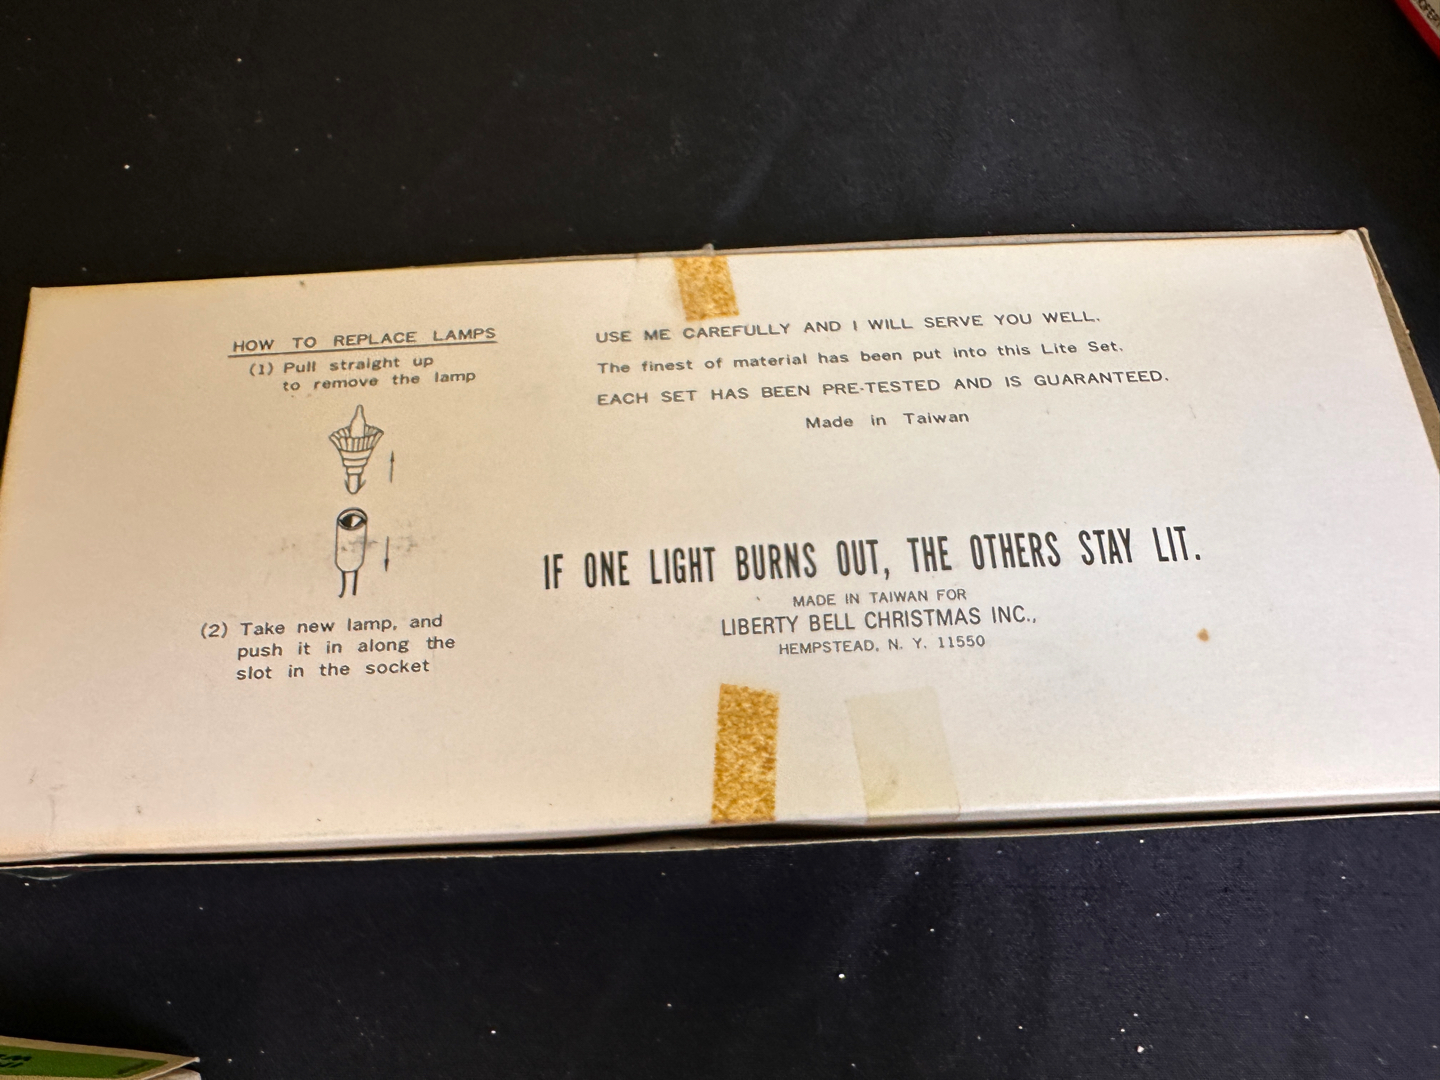 HOW TO REPLACE LAMPS
(1) Pull straight up
to remove the lamp
(2) Take new lamp, and
push it in along the
slot in the socket
USE ME CAREFULLY AND I WILL SERVE YOU WELL.
The finest of material has been put into this Lite Set.
EACH SET HAS BEEN PRE-TESTED AND IS GUARANTEED.
Made in Taiwan
IF ONE LIGHT BURNS OUT, THE OTHERS STAY LIT.
MADE IN TAIWAN FOR
LIBERTY BELL CHRISTMAS INC.,
HEMPSTEAD, N. Y. 11550